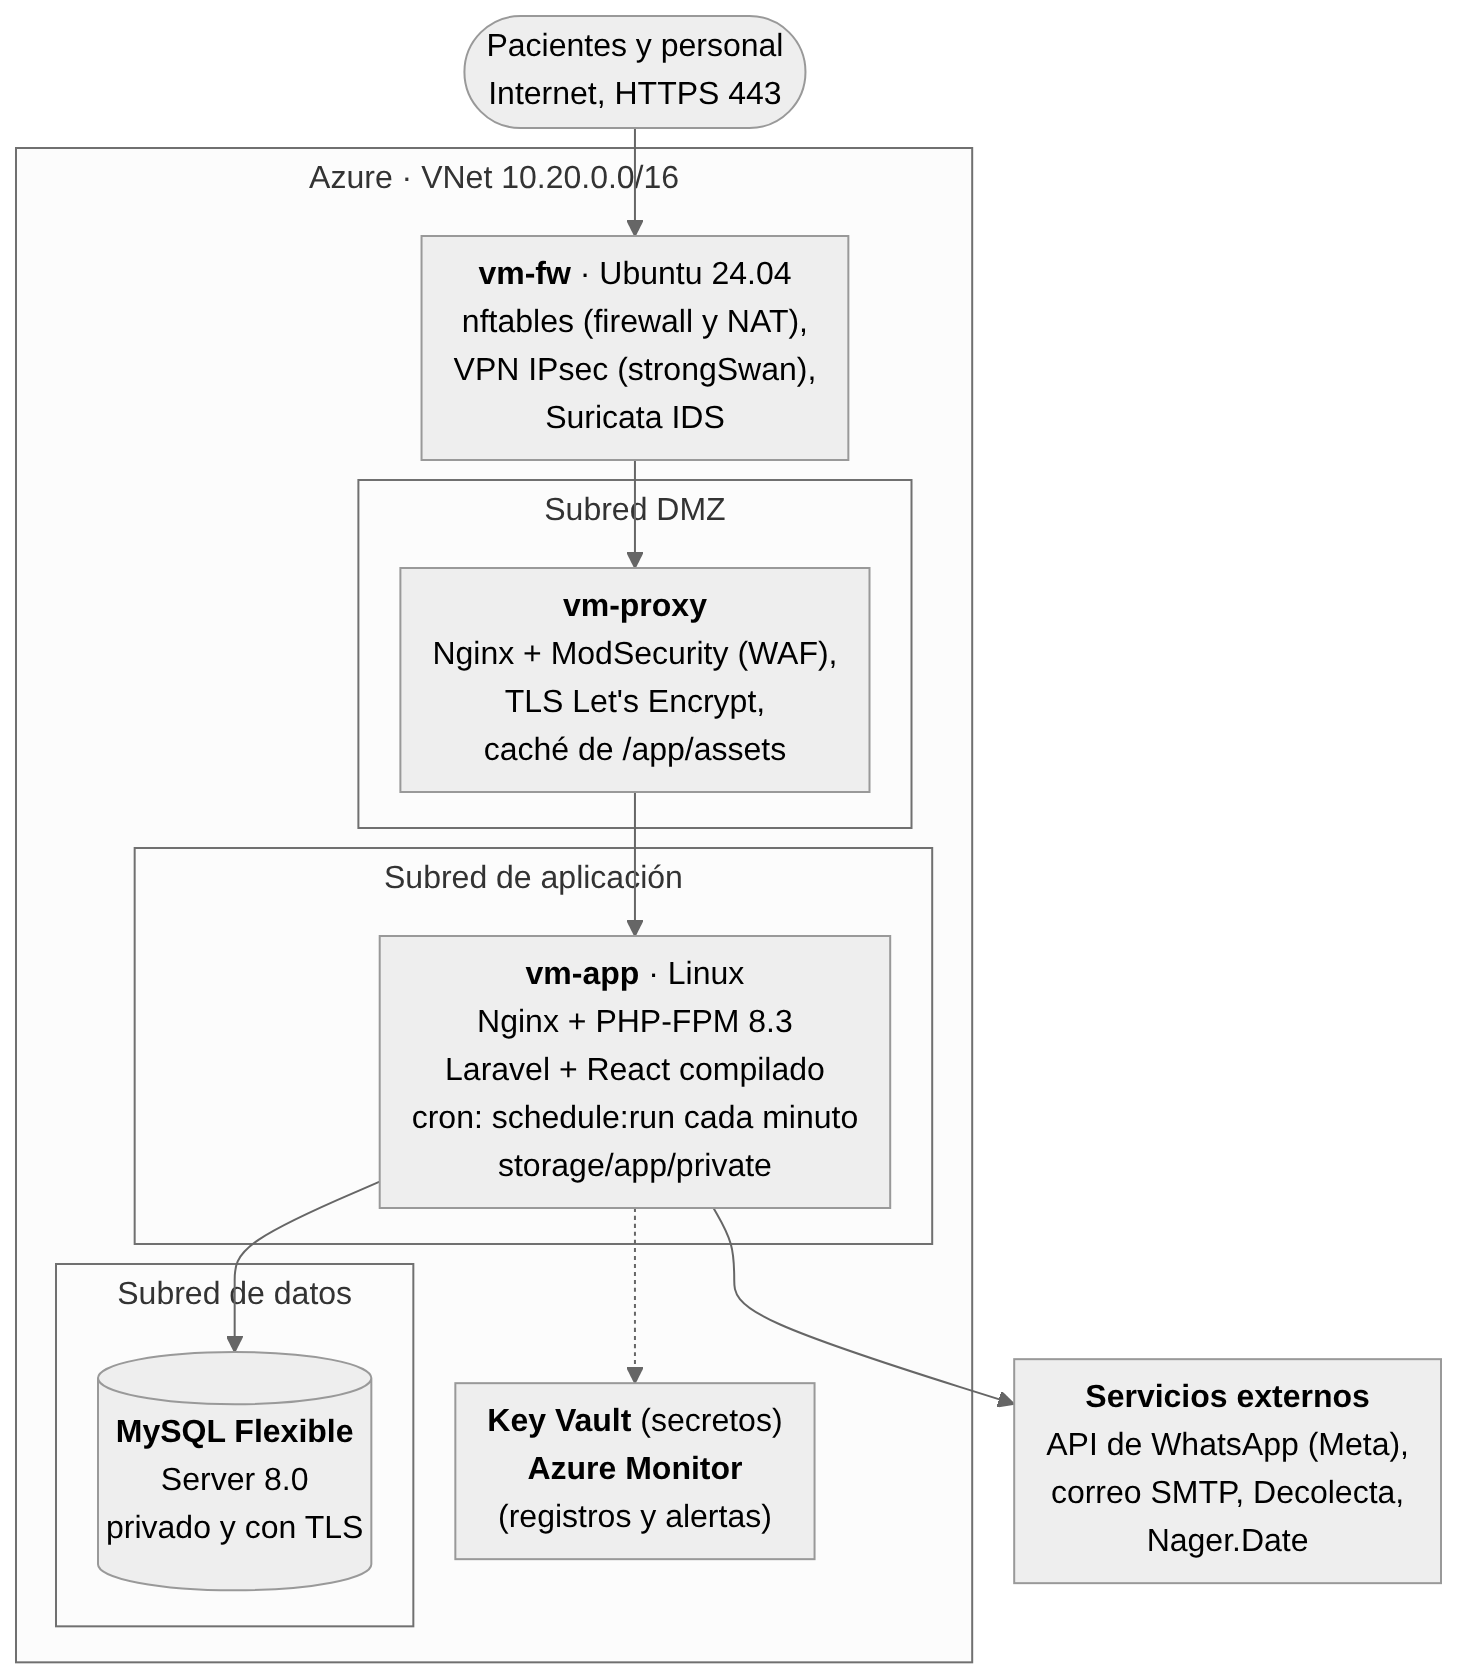 Pacientes y personal
Internet, HTTPS 443
Azure · VNet 10.20.0.0/16
vm-fw · Ubuntu 24.04
nftables (firewall y NAT),
VPN IPsec (strongSwan),
Suricata IDS
Subred DMZ
vm-proxy
Nginx + ModSecurity (WAF),
TLS Let's Encrypt,
caché de /app/assets
Subred de aplicación
vm-app · Linux
Nginx + PHP-FPM 8.3
Laravel + React compilado
cron: schedule:run cada minuto
storage/app/private
Subred de datos
MySQL Flexible
Server 8.0
privado y con TLS
Key Vault (secretos)
Azure Monitor
(registros y alertas)
Servicios externos
API de WhatsApp (Meta),
correo SMTP, Decolecta,
Nager.Date